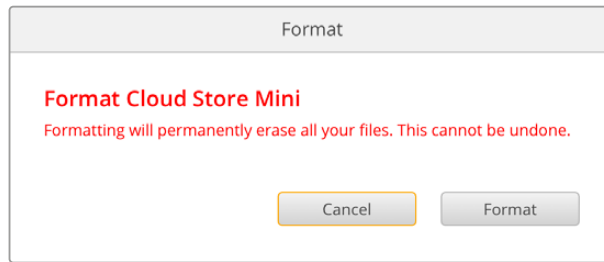 Format
Format Cloud Store Mini
Formatting will permanently erase all your files. This cannot be undone.
Cancel
Format